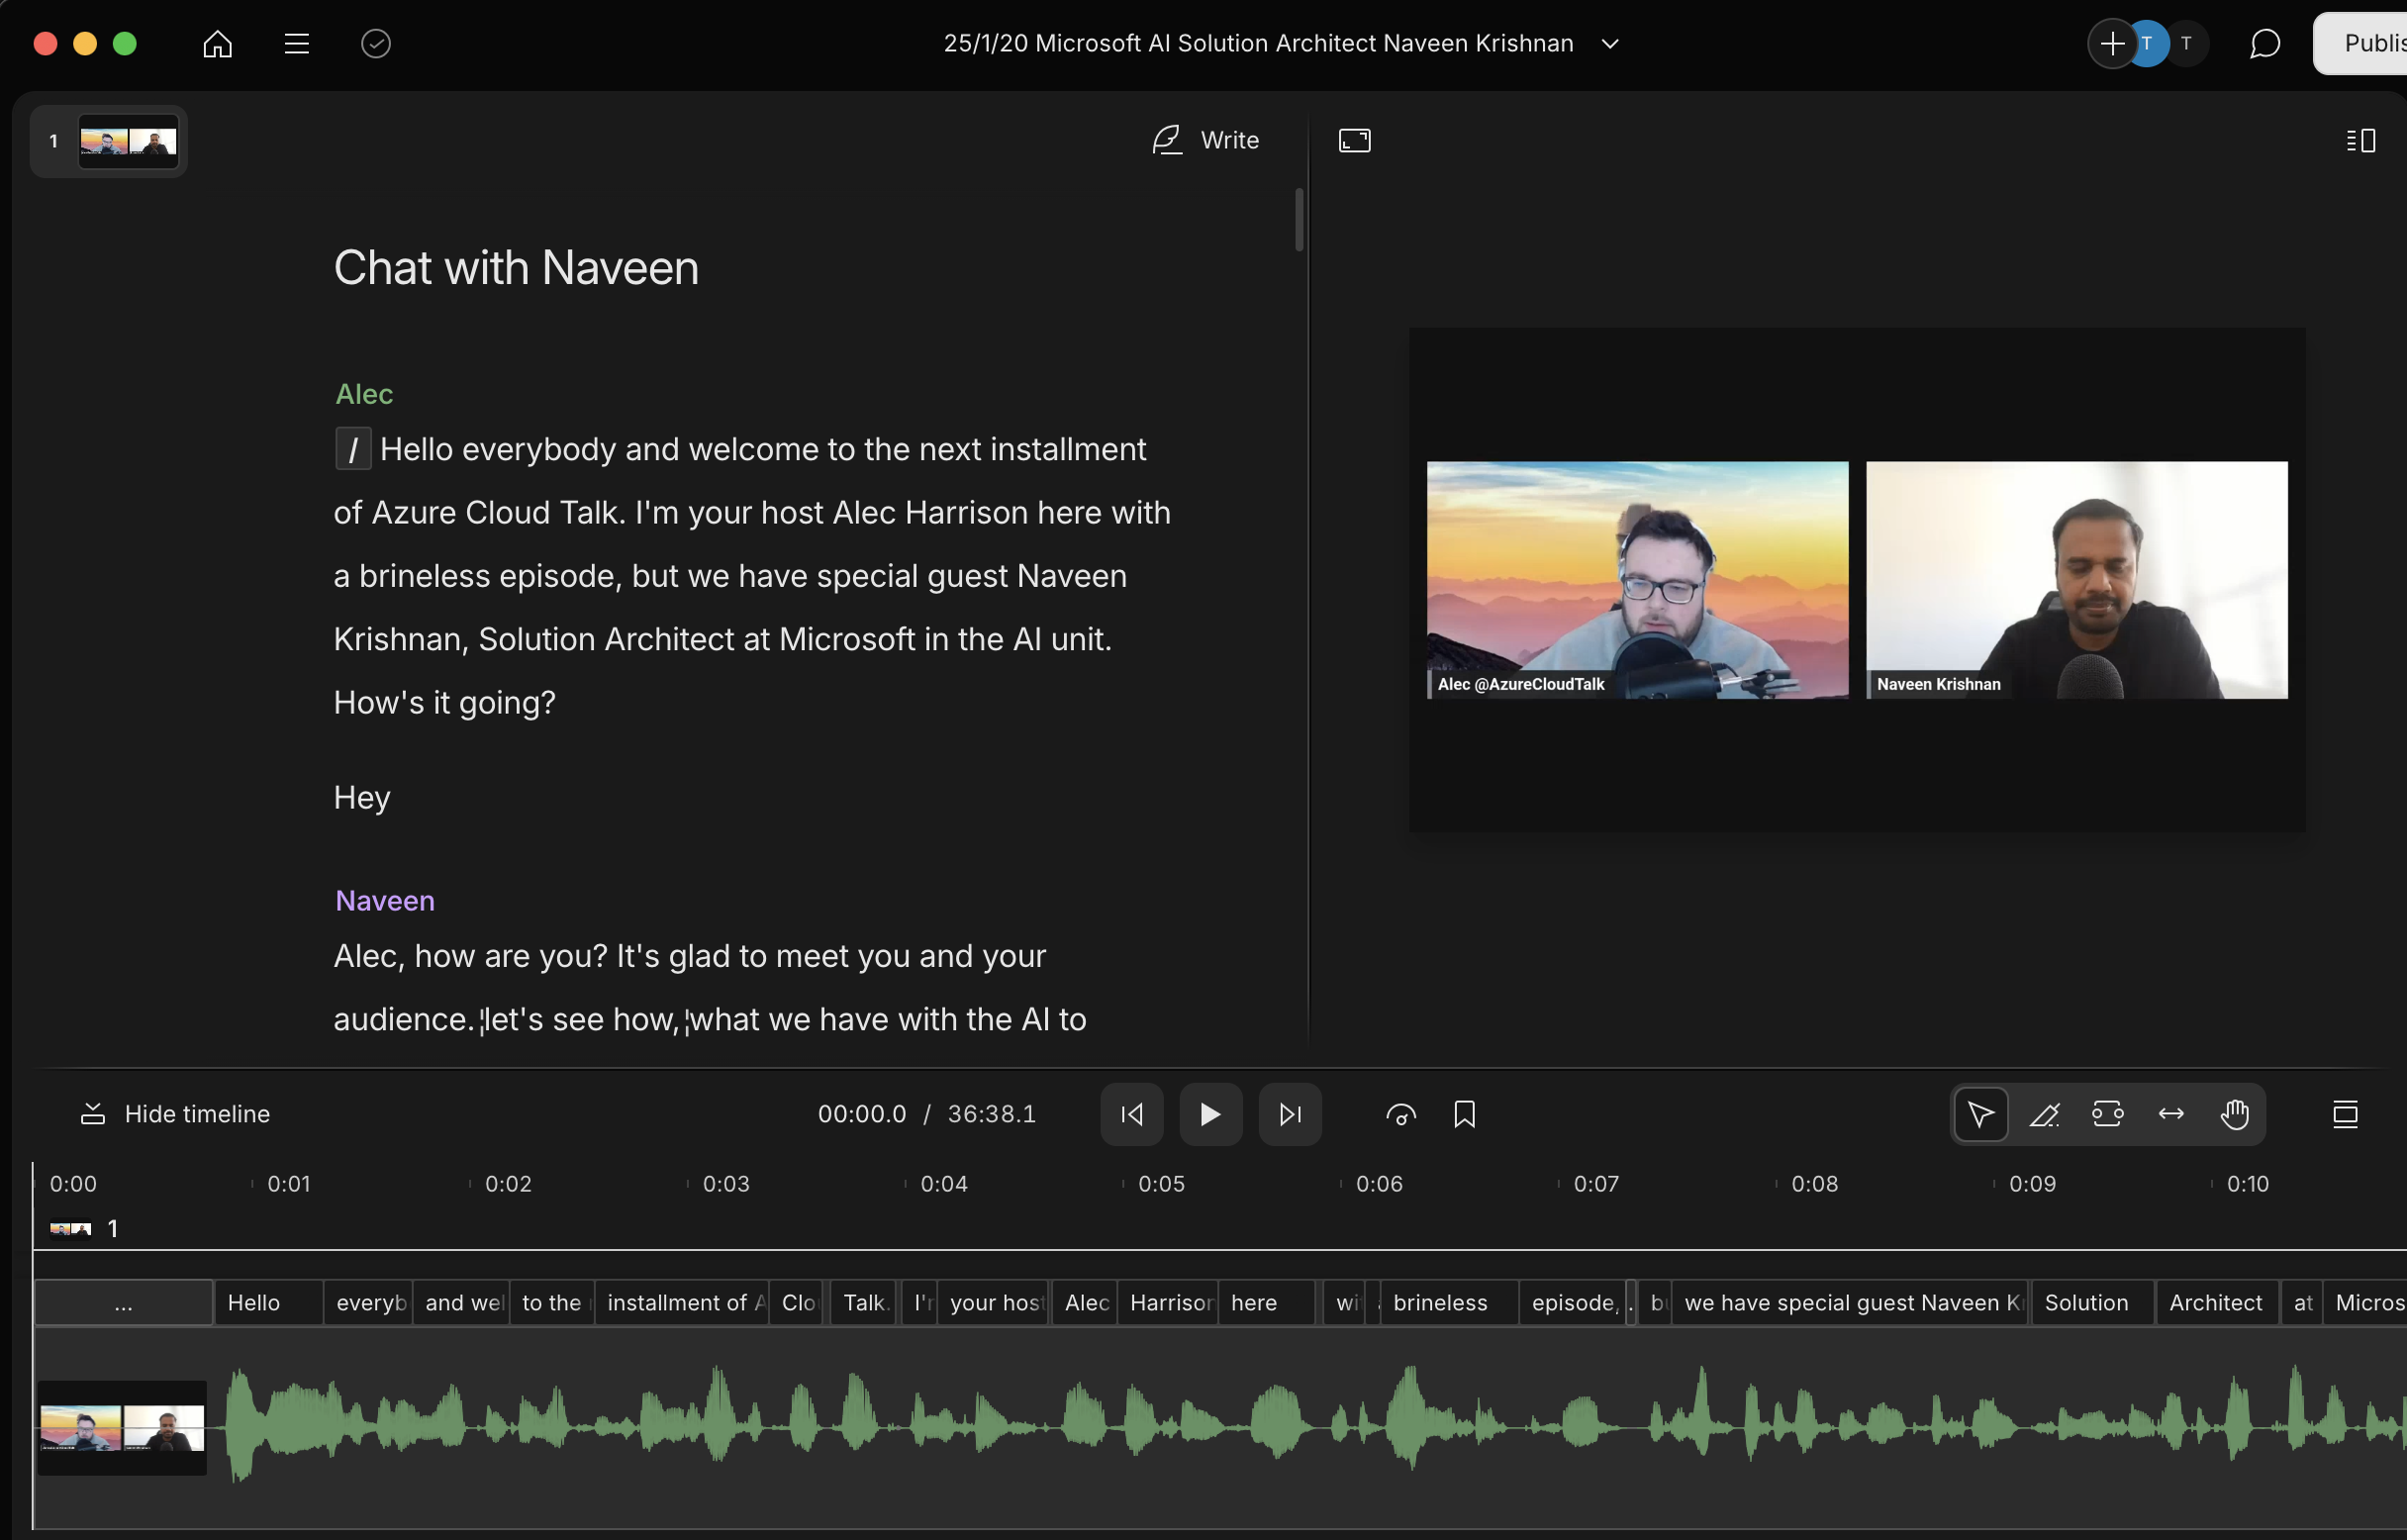 25/1/20 Microsoft AI Solution Architect Naveen Krishnan
T
T
Publis
1
Write
Chat with Naveen
Alec
/ Hello everybody and welcome to the next installment
of Azure Cloud Talk. I'm your host Alec Harrison here with
a brineless episode, but we have special guest Naveen
Krishnan, Solution Architect at Microsoft in the AI unit.
How's it going?
Hey
Naveen
Alec, how are you? It's glad to meet you and your
audience. ¦let's see how, ¦what we have with the AI to
Alec @AzureCloudTalk
Naveen Krishnan
Hide timeline
00:00.0 / 36:38.1
0:00 0:01 0:02 0:03 0:04 0:05 0:06 0:07 0:08 0:09 0:10
1
... Hello everyb and wel to the installment of A Clo Talk. I'r your host Alec Harrisor here wi brineless episode, . b we have special guest Naveen K Solution Architect at Micros